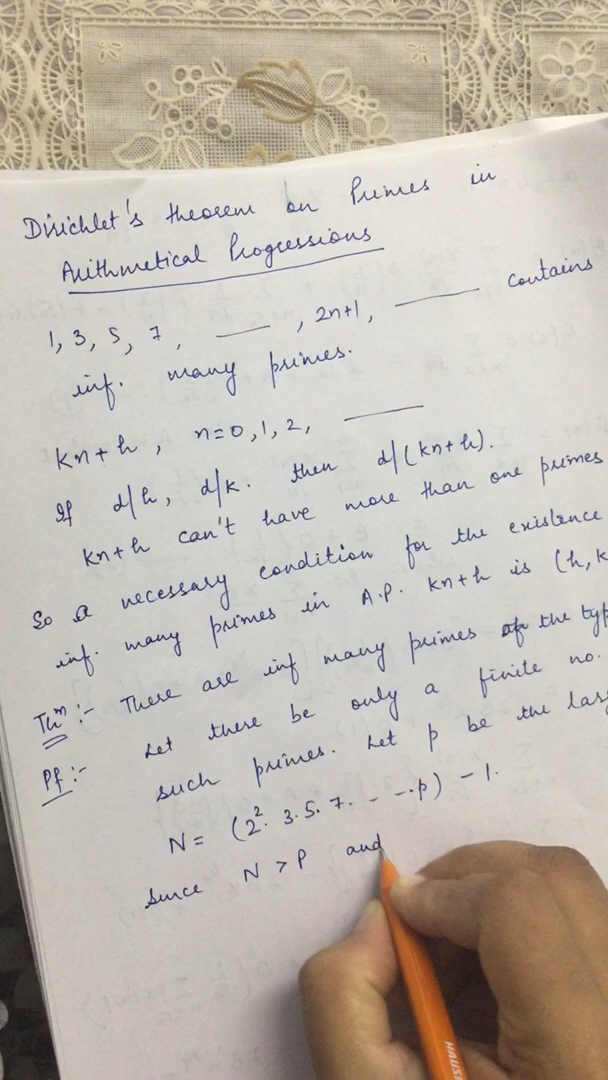 Dirichlet's theorem on Primes in
Arithmetical Progressions
1, 3, 5, 7, ___ , 2n+1, ___ contains
inf. many primes.
kn+h , n=0,1,2, ___
If d/h, d/k. then d/(kn+h).
kn+h can't have more than one primes
So a necessary condition for the existence
inf. many primes in A.P. kn+h is (h, k
Thm :- There are inf many primes of the typ
Pf :- Let there be only a finite no.
such primes. Let p be the larg
N = (2². 3.5.7. - - -.p) - 1.
Since N > P and
HAUS